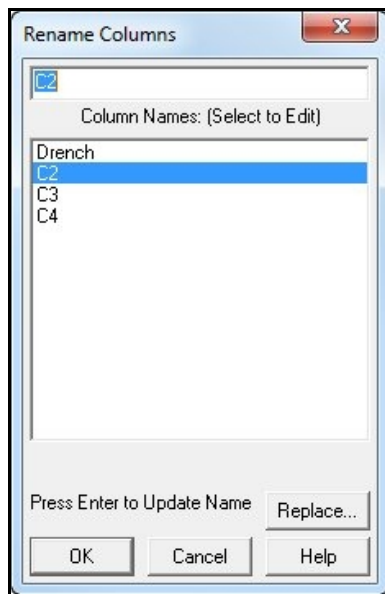 Rename Columns
C2
Column Names: (Select to Edit)
Drench
C2
C3
C4
Press Enter to Update Name
Replace...
OK
Cancel
Help